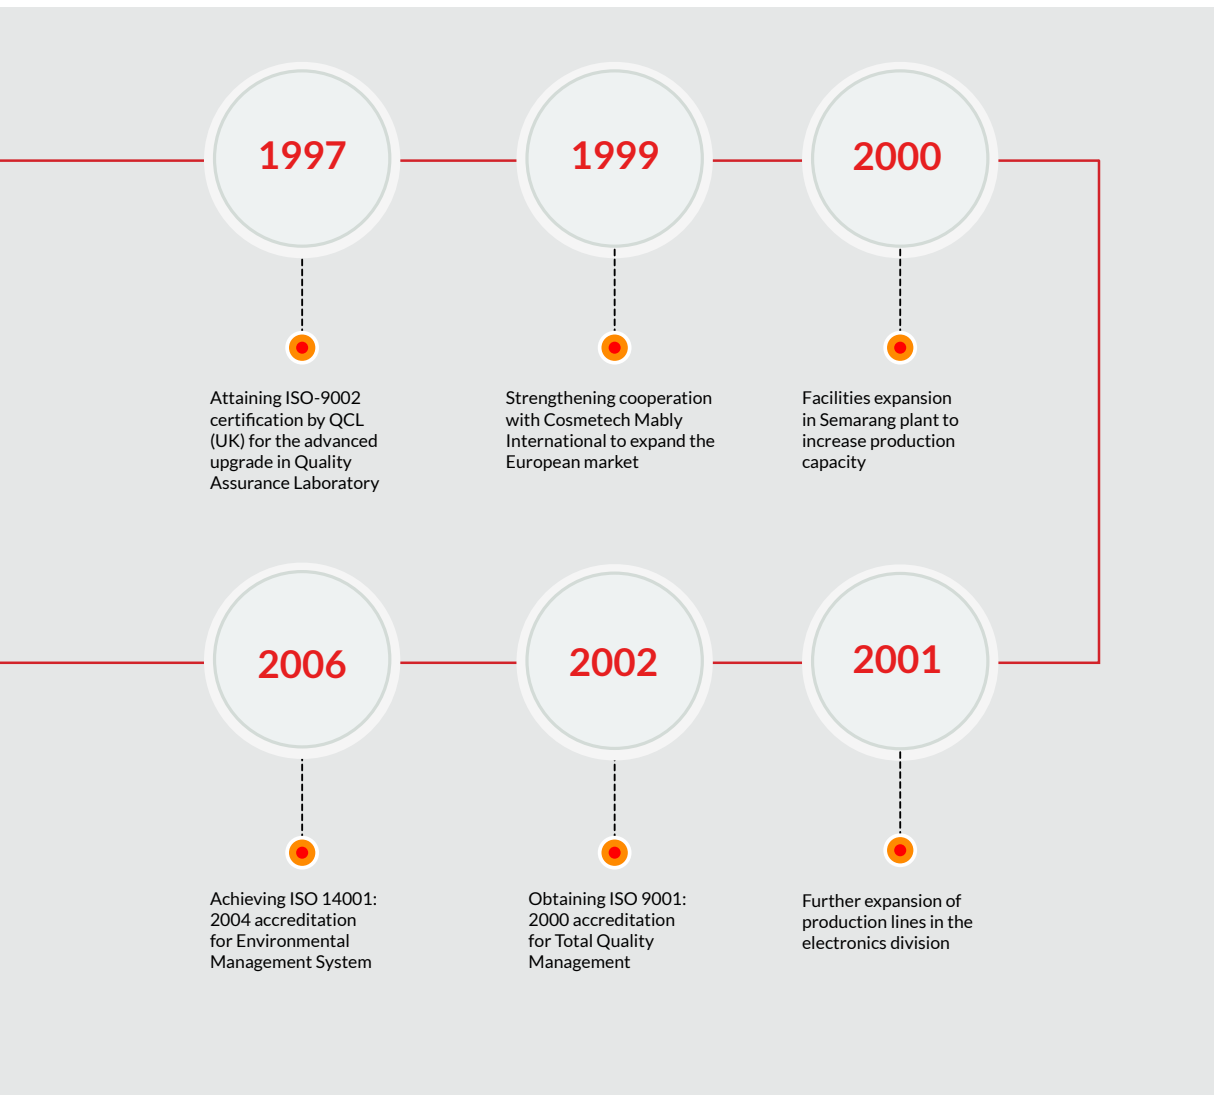 1997
Attaining ISO-9002
certification by QCL
(UK) for the advanced
upgrade in Quality
Assurance Laboratory
1999
Strengthening cooperation
with Cosmetech Mably
International to expand the
European market
2000
Facilities expansion
in Semarang plant to
increase production
capacity
2001
Further expansion of
production lines in the
electronics division
2002
Obtaining ISO 9001:
2000 accreditation
for Total Quality
Management
2006
Achieving ISO 14001:
2004 accreditation
for Environmental
Management System